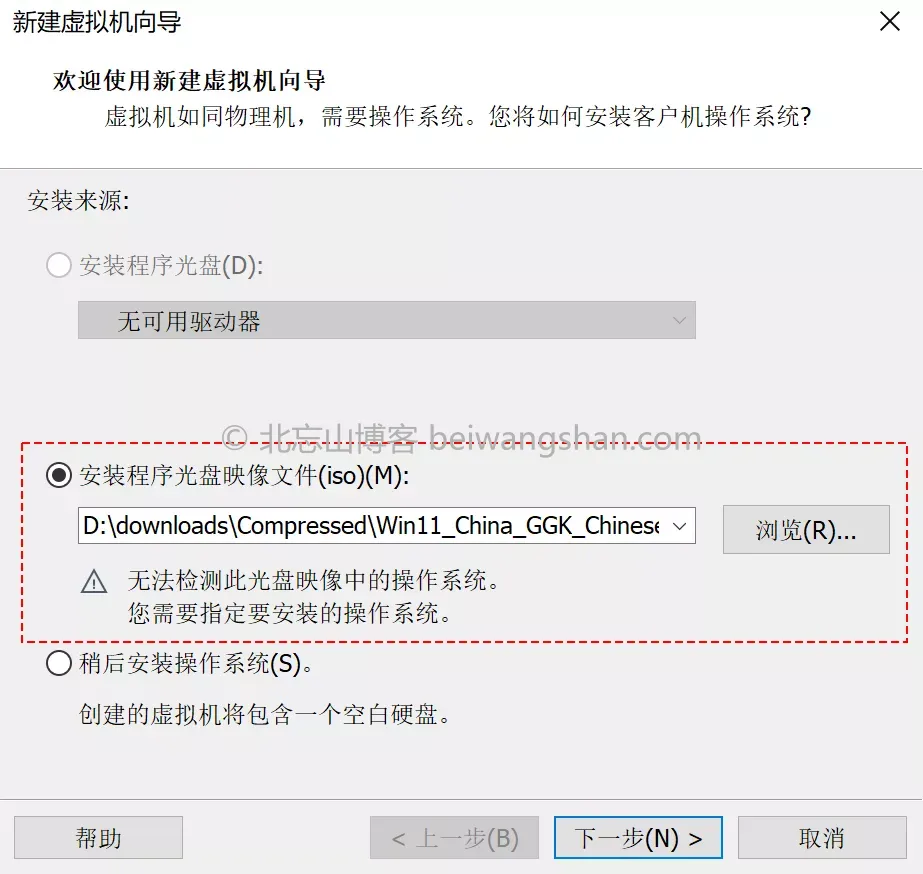 新建虚拟机向导
欢迎使用新建虚拟机向导
虚拟机如同物理机，需要操作系统。您将如何安装客户机操作系统?
安装来源:
安装程序光盘(D):
无可用驱动器
© 北忘山博客 beiwangshan.com
安装程序光盘映像文件(iso)(M):
D:\downloads\Compressed\Win11_China_GGK_Chinese
浏览(R)...
无法检测此光盘映像中的操作系统。
您需要指定要安装的操作系统。
稍后安装操作系统(S)。
创建的虚拟机将包含一个空白硬盘。
帮助
< 上一步(B)
下一步(N) >
取消